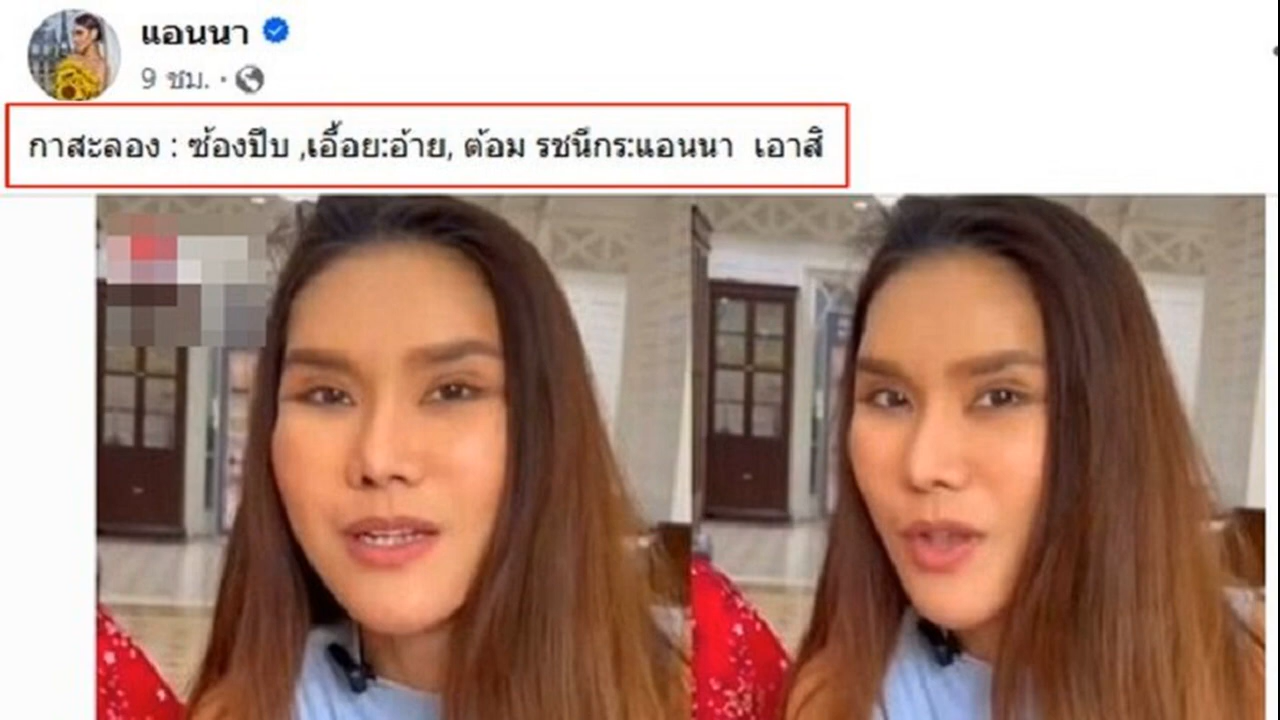 แอนนา
9 ชม. ·
กาสะลอง : ซ้องปีบ ,เอื้อย:อ้าย, ต้อม รชนีกร:แอนนา เอาสิ